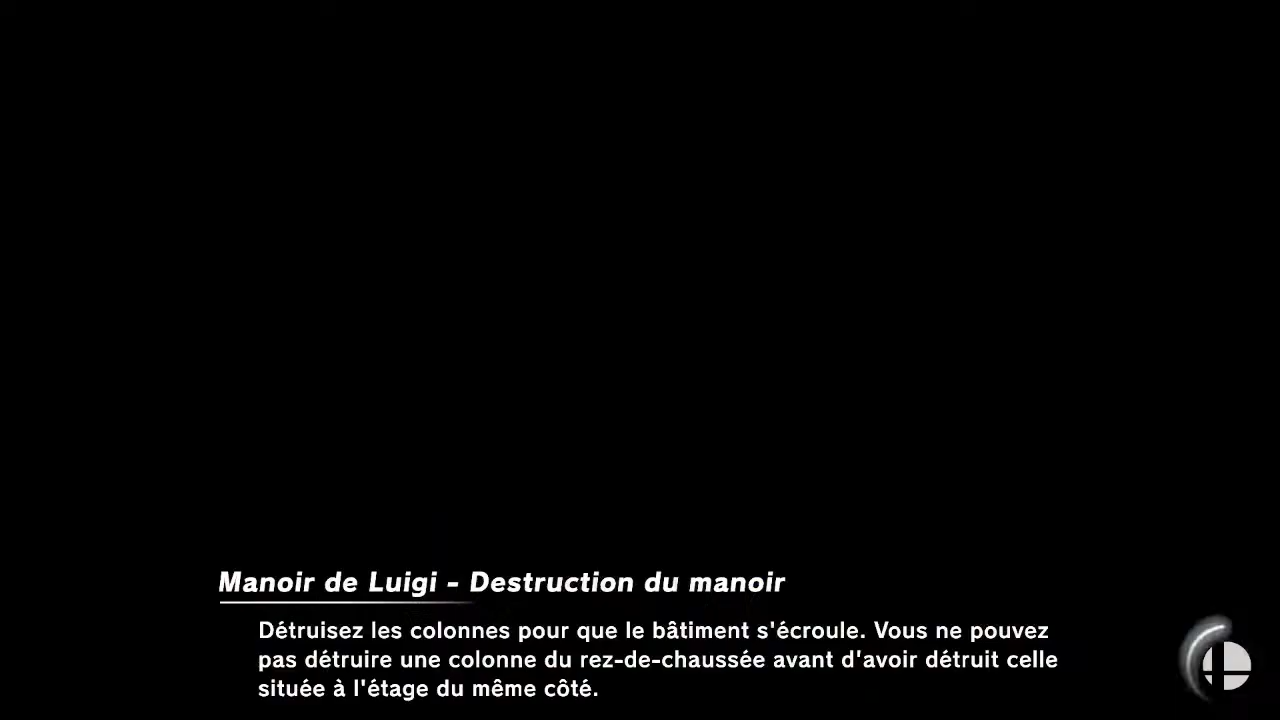 Manoir de Luigi - Destruction du manoir
Détruisez les colonnes pour que le bâtiment s'écroule. Vous ne pouvez
pas détruire une colonne du rez-de-chaussée avant d'avoir détruit celle
située à l'étage du même côté.